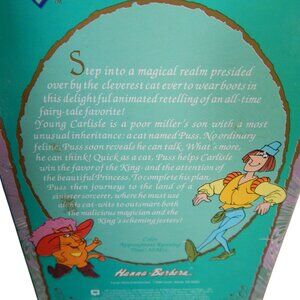 Step into a magical realm presided
over by the cleverest cat ever to wear boots in
this delightful animated retelling of an all-time
fairy-tale favorite!
Young Carlisle is a poor miller's son with a most
unusual inheritance: a cat named Puss. No ordinary
feline, Puss soon reveals he can talk. What's more,
he can think! Quick as a cat, Puss helps Carlisle
win the favor of the King-and the attention of
the beautiful Princess. To complete his plan,
Puss then journeys to the land of a
sinister sorcerer, where he must use
all his cat-wits to outsmart both
the malicious magician and the
King's scheming jesters!
Color
Approximate Running
Time:
Hanna-Barbera